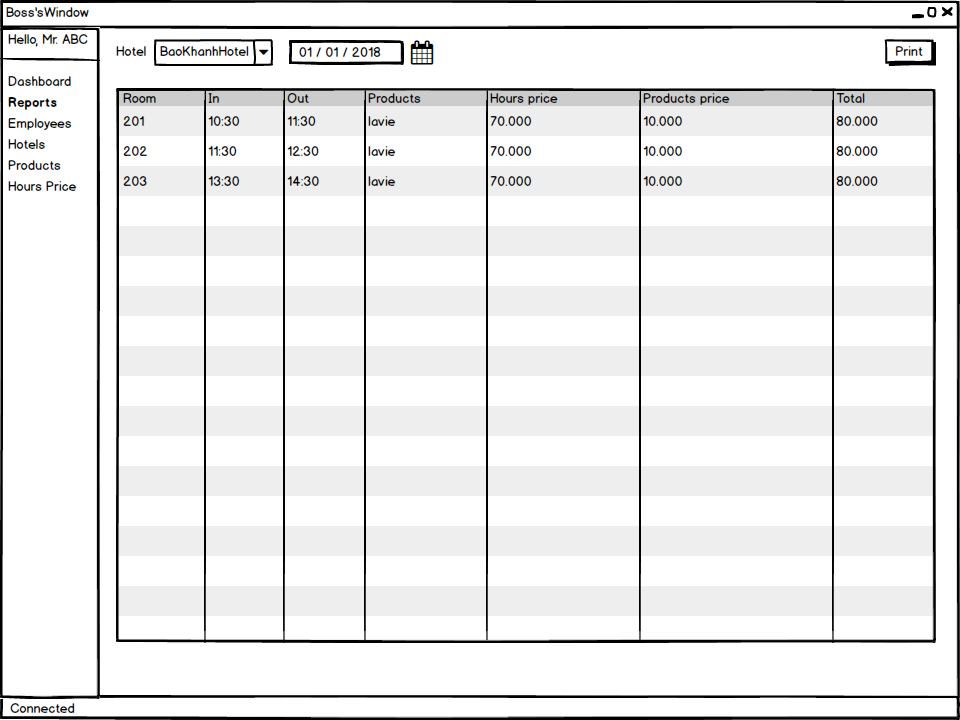 Boss'sWindow
Hello, Mr. ABC
Dashboard
Reports
Employees
Hotels
Products
Hours Price
Hotel BaoKhanhHotel 01 / 01 / 2018 Print
Room In Out Products Hours price Products price Total
201 10:30 11:30 lavie 70.000 10.000 80.000
202 11:30 12:30 lavie 70.000 10.000 80.000
203 13:30 14:30 lavie 70.000 10.000 80.000
Connected